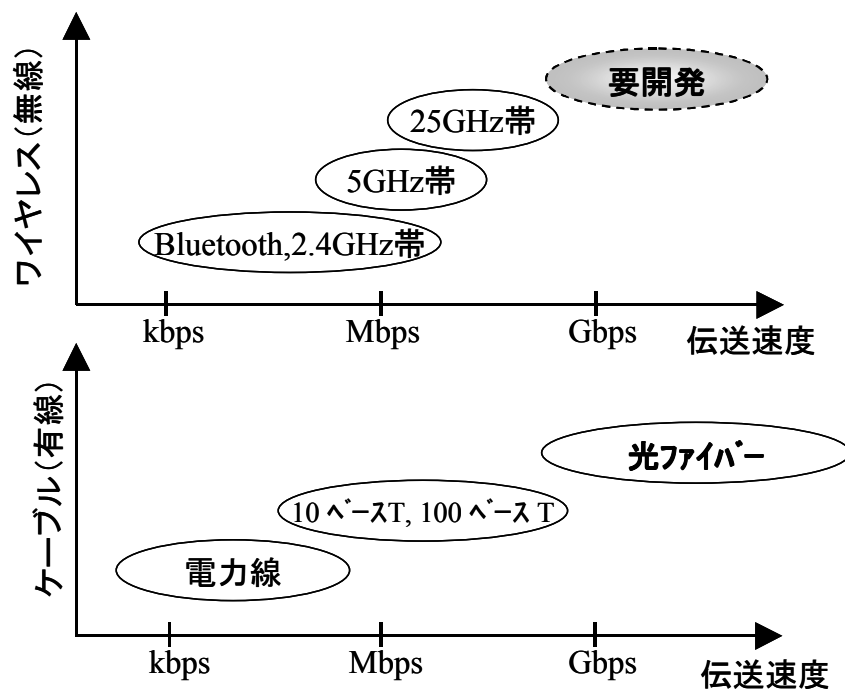 ワイヤレス(無線)
要開発
25GHz帯
5GHz帯
Bluetooth,2.4GHz帯
kbps Mbps Gbps 伝送速度
ケーブル(有線)
光ファイバー
10 ベースT, 100 ベース T
電力線
kbps Mbps Gbps 伝送速度